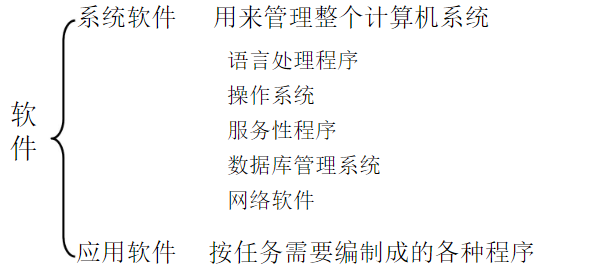 系统软件 用来管理整个计算机系统
语言处理程序
操作系统
服务性程序
数据库管理系统
网络软件
软件
应用软件 按任务需要编制成的各种程序